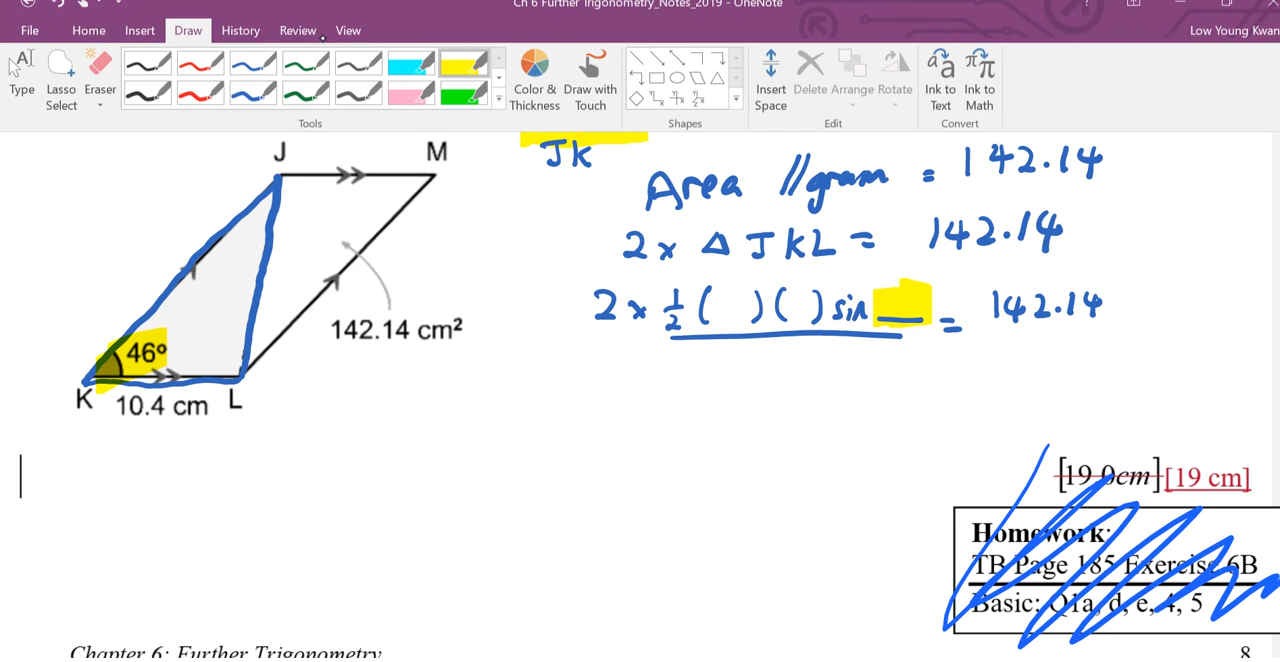 Ch 6 Further Trigonometry_Notes_2019 - OneNote
File Home Insert Draw History Review View
Low Young Kwan
Type
Lasso Select
Eraser
Color & Thickness
Draw with Touch
Insert Space
Delete
Arrange
Rotate
Ink to Text
Ink to Math
Tools
Shapes
Edit
Convert
J M
46°
142.14 cm²
K 10.4 cm L
JK
Area //gram = 142.14
2 x Δ JKL = 142.14
2 x 1/2 ( ) ( ) sin __ = 142.14
[19.0cm] [19 cm]
Homework:
TB Page 185 Exercise 6B
Basic: Q1a, d, e, 4, 5
Chapter 6: Further Trigonometry
8